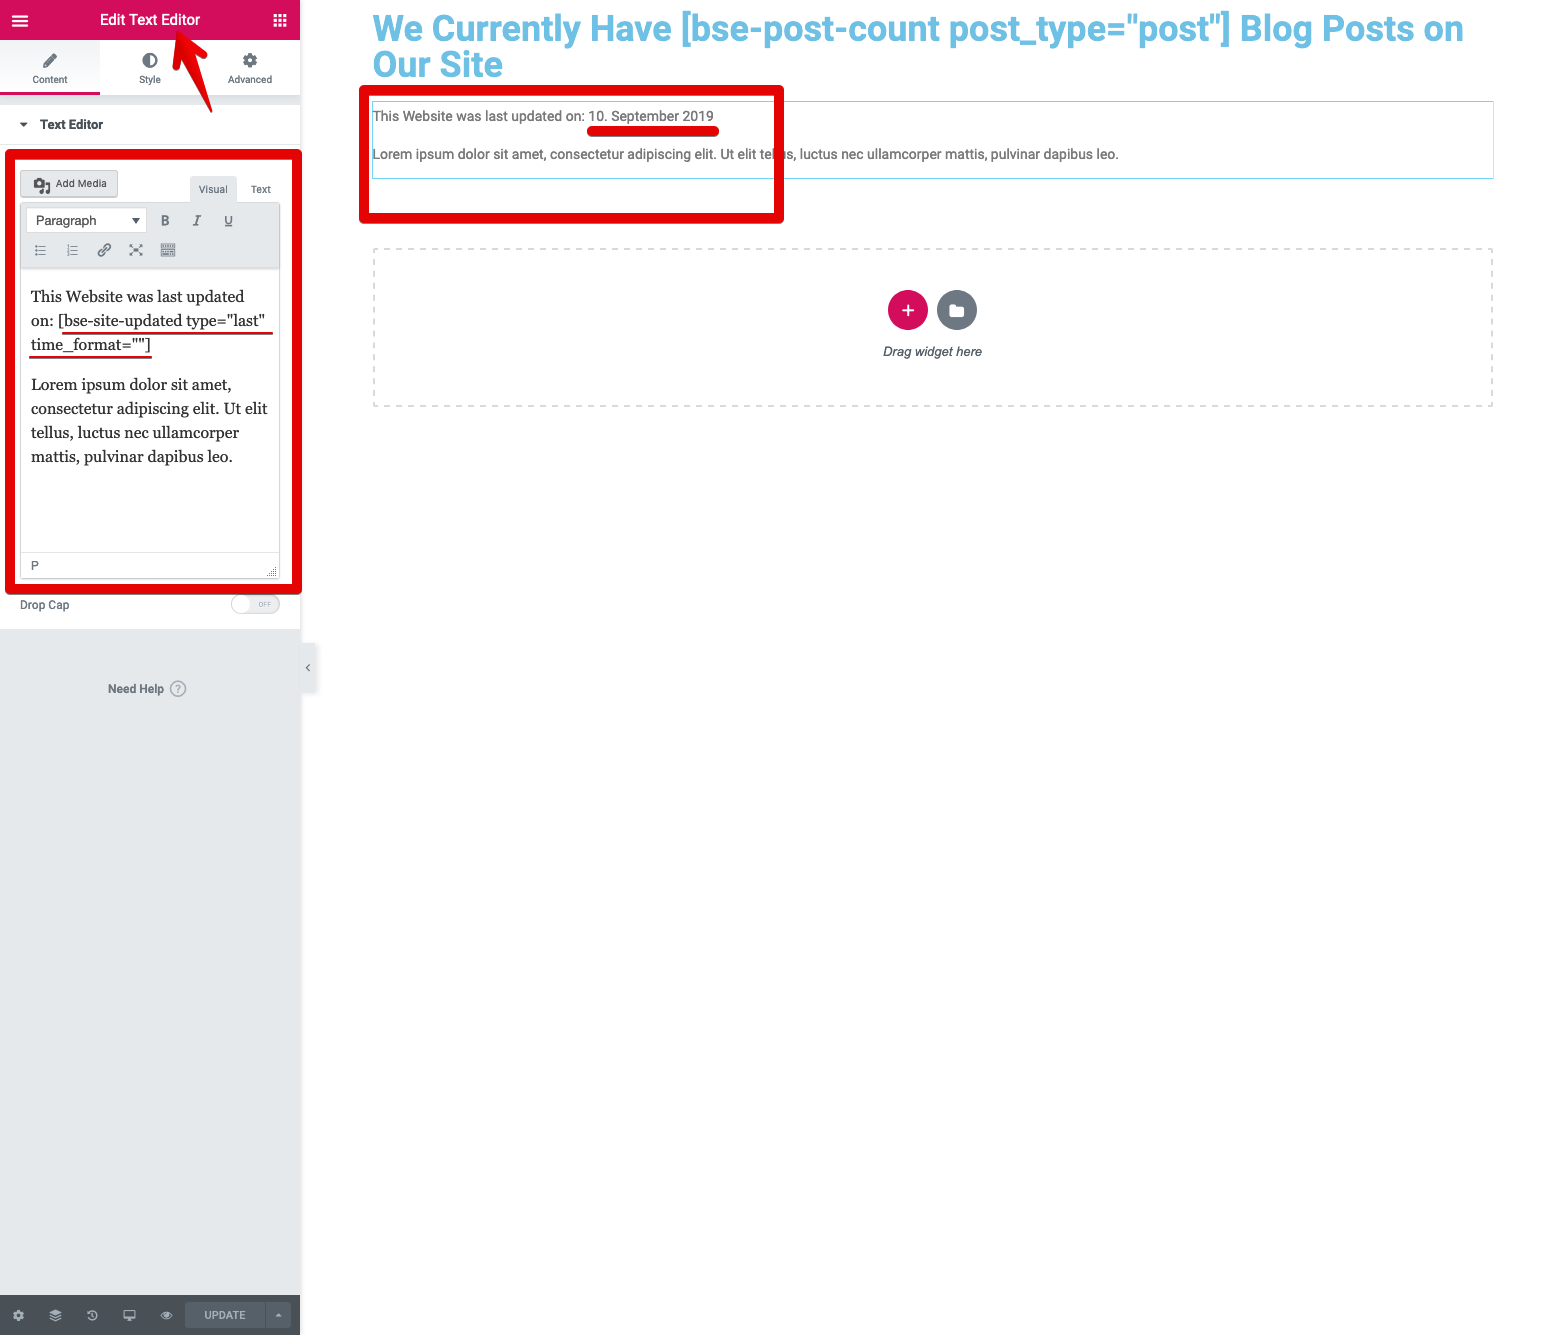 Edit Text Editor
Content
Style
Advanced
Text Editor
Add Media
Visual
Text
Paragraph
B
I
U
This Website was last updated
on: [bse-site-updated type="last"
time_format=""]
Lorem ipsum dolor sit amet,
consectetur adipiscing elit. Ut elit
tellus, luctus nec ullamcorper
mattis, pulvinar dapibus leo.
P
Drop Cap
OFF
Need Help ?
UPDATE
We Currently Have [bse-post-count post_type="post"] Blog Posts on
Our Site
This Website was last updated on: 10. September 2019
Lorem ipsum dolor sit amet, consectetur adipiscing elit. Ut elit tellus, luctus nec ullamcorper mattis, pulvinar dapibus leo.
Drag widget here